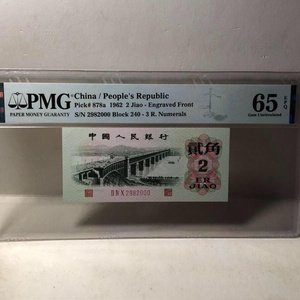 PMG
PAPER MONEY GUARANTY
China / People's Republic
Pick# 878a 1962 2 Jiao - Engraved Front
S/N 2982000 Block 240 - 3 R. Numerals
65 EPQ
Gem Uncirculated
中国人民银行
贰角
2
ER JIAO
2982000